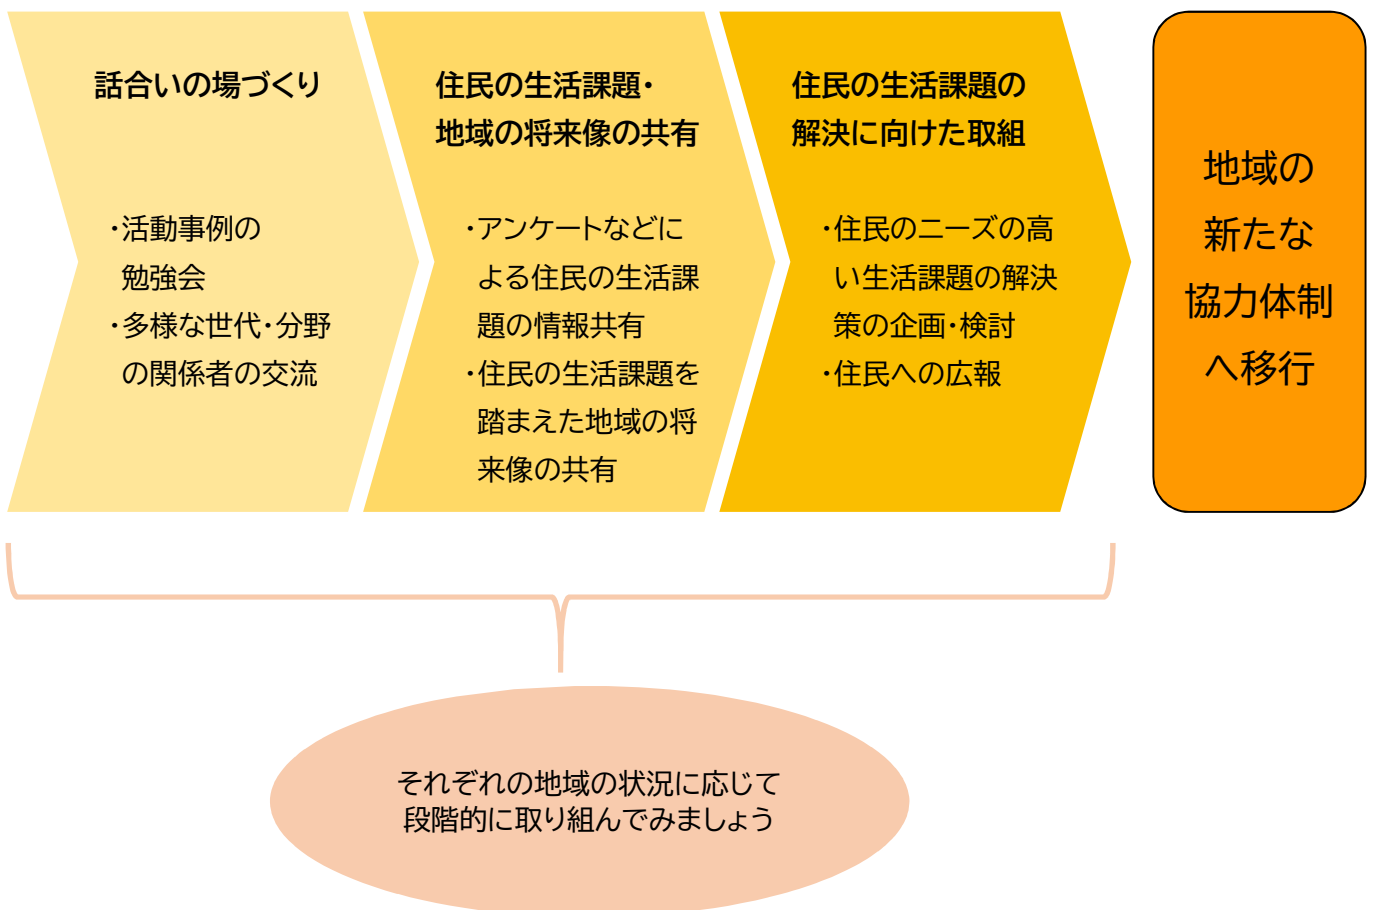 話合いの場づくり
・活動事例の
勉強会
・多様な世代・分野
の関係者の交流
住民の生活課題・
地域の将来像の共有
・アンケートなどに
よる住民の生活課
題の情報共有
・住民の生活課題を
踏まえた地域の将
来像の共有
住民の生活課題の
解決に向けた取組
・住民のニーズの高
い生活課題の解決
策の企画・検討
・住民への広報
地域の
新たな
協力体制
へ移行
それぞれの地域の状況に応じて
段階的に取り組んでみましょう